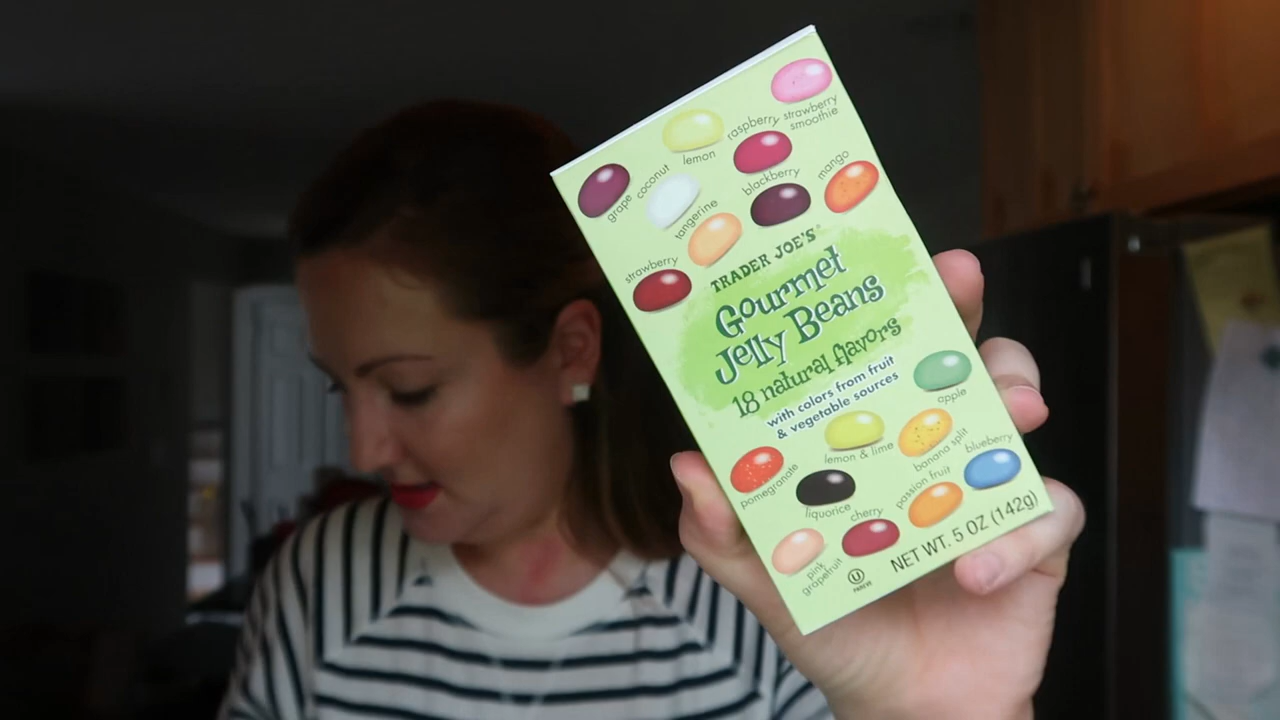 strawberry
smoothie
raspberry
lemon
mango
blackberry
coconut
grape
tangerine
strawberry
TRADER JOE'S
Gourmet
Jelly Beans
18 natural flavors
with colors from fruit
& vegetable sources
apple
lemon & lime
banana split
blueberry
pomegranate
liquorice
passion fruit
cherry
pink
grapefruit
U
PAREVE
NET WT. 5 OZ (142g)